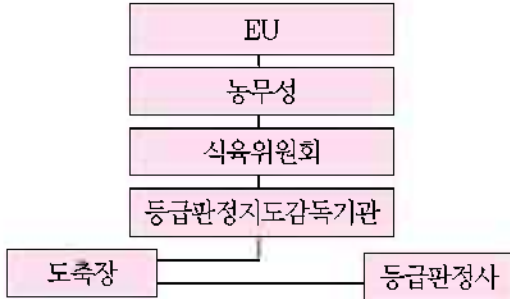 EU
농무성
식육위원회
등급판정지도감독기관
도축장
등급판정사